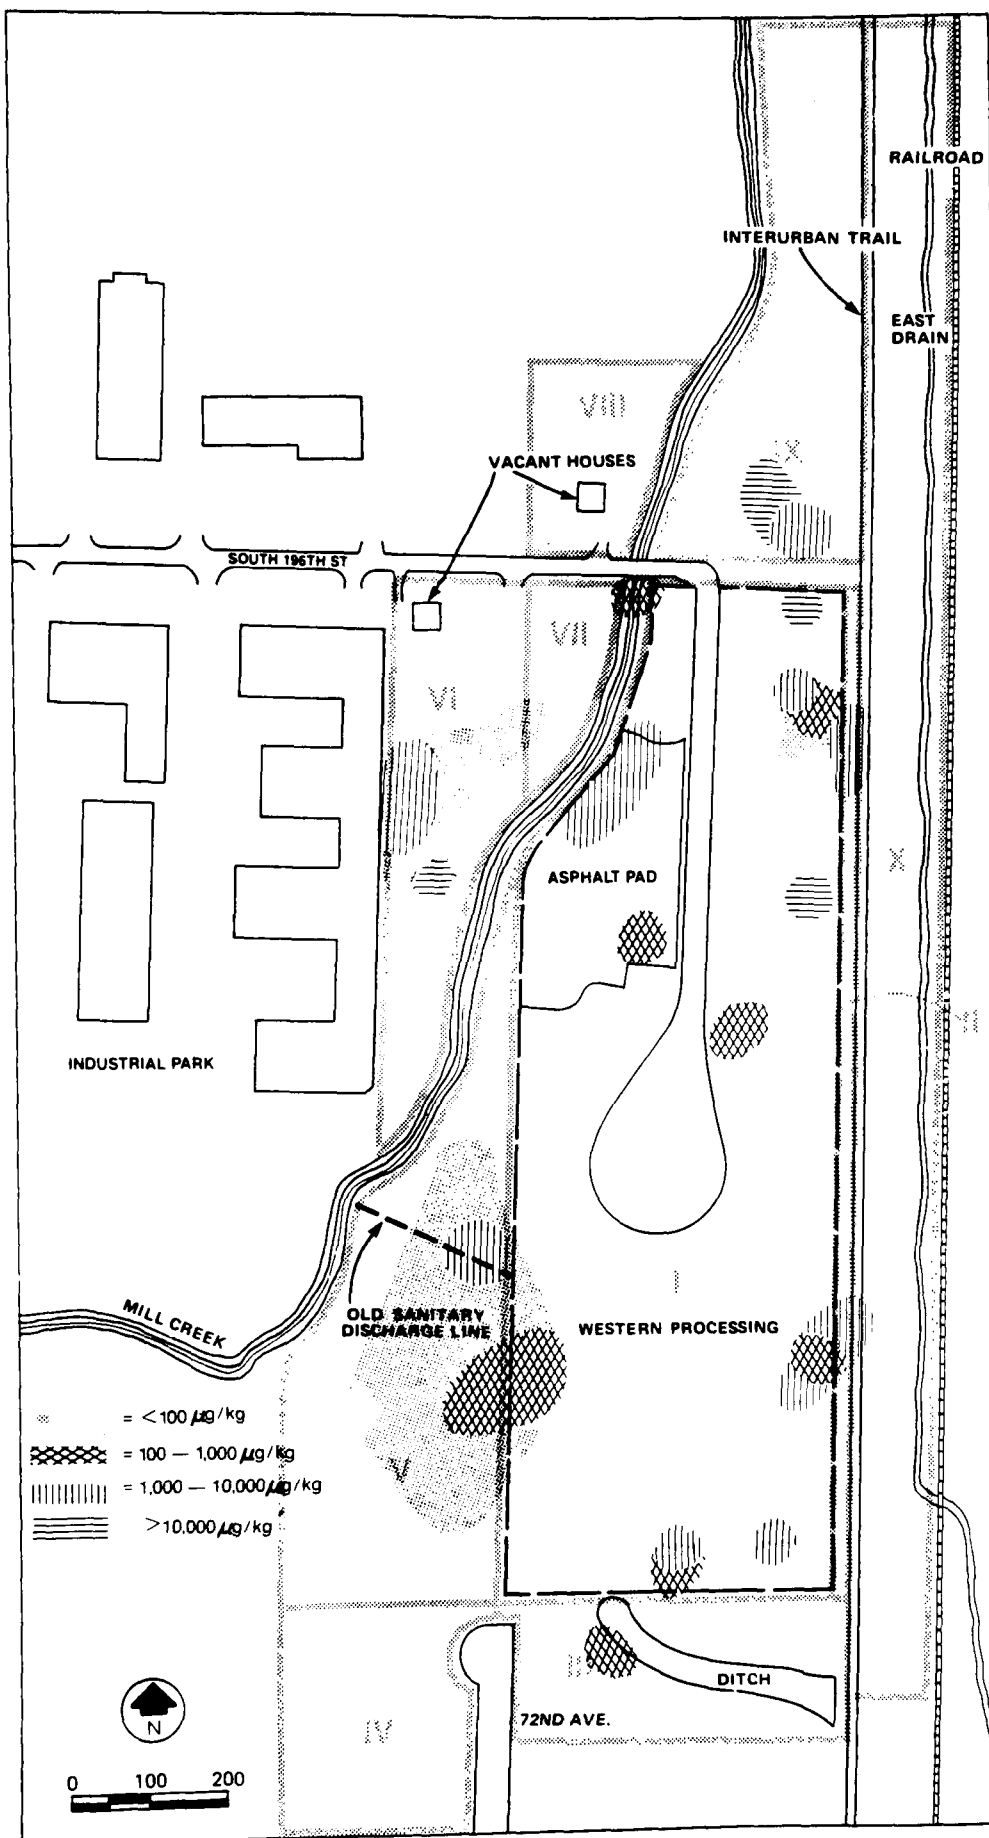 RAILROAD
INTERURBAN TRAIL
EAST
DRAIN
VIII
IX
VACANT HOUSES
SOUTH 196TH ST
VII
VI
X
ASPHALT PAD
INDUSTRIAL PARK
I
MILL CREEK
OLD SANITARY
DISCHARGE LINE
WESTERN PROCESSING
= <100 µg/kg
= 100 — 1,000 µg/kg
= 1,000 — 10,000 µg/kg
>10,000 µg/kg
V
DITCH
72ND AVE.
IV
N
0 100 200